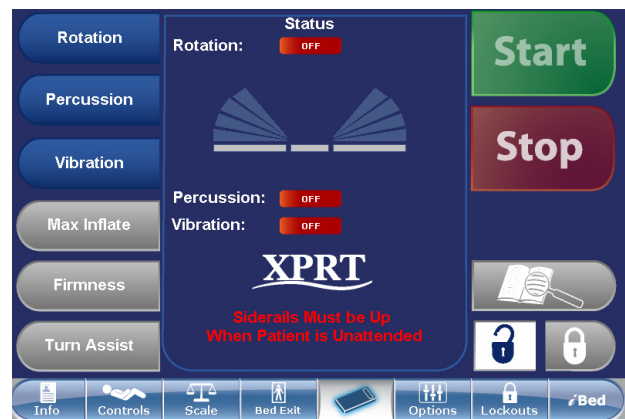 Rotation
Percussion
Vibration
Max Inflate
Firmness
Turn Assist
Status
Rotation: OFF
Percussion: OFF
Vibration: OFF
XPRT
Siderails Must be Up
When Patient is Unattended
Start
Stop
Info
Controls
Scale
Bed Exit
Options
Lockouts
iBed